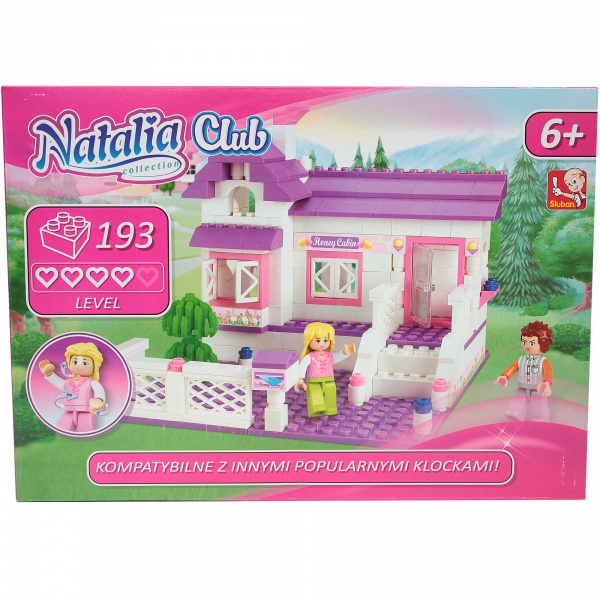 Natalia Club
collection
6+
Sluban
193
LEVEL
Honey Cabin
KOMPATYBILNE Z INNYMI POPULARNYMI KLOCKAMI!